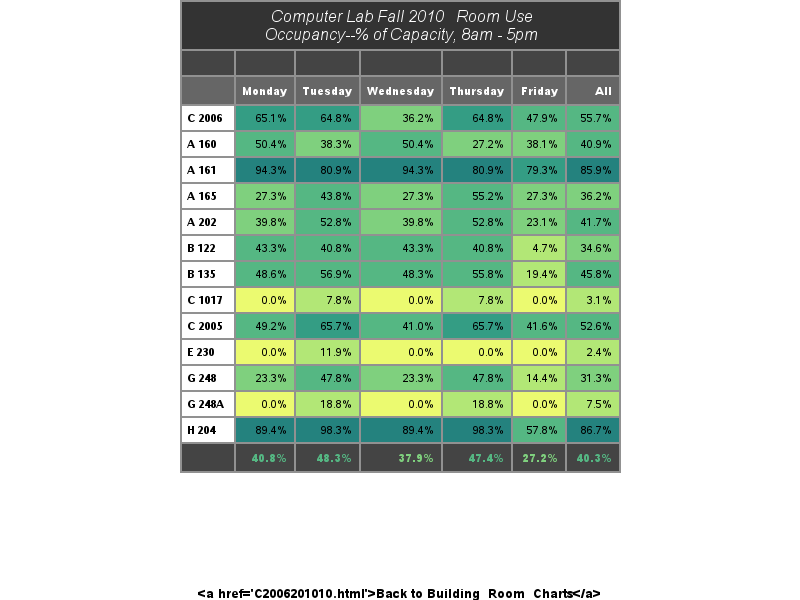 Computer Lab Fall 2010 Room Use
Occupancy--% of Capacity, 8am - 5pm
Monday Tuesday Wednesday Thursday Friday All
C 2006 65.1% 64.8% 36.2% 64.8% 47.9% 55.7%
A 160 50.4% 38.3% 50.4% 27.2% 38.1% 40.9%
A 161 94.3% 80.9% 94.3% 80.9% 79.3% 85.9%
A 165 27.3% 43.8% 27.3% 55.2% 27.3% 36.2%
A 202 39.8% 52.8% 39.8% 52.8% 23.1% 41.7%
B 122 43.3% 40.8% 43.3% 40.8% 4.7% 34.6%
B 135 48.6% 56.9% 48.3% 55.8% 19.4% 45.8%
C 1017 0.0% 7.8% 0.0% 7.8% 0.0% 3.1%
C 2005 49.2% 65.7% 41.0% 65.7% 41.6% 52.6%
E 230 0.0% 11.9% 0.0% 0.0% 0.0% 2.4%
G 248 23.3% 47.8% 23.3% 47.8% 14.4% 31.3%
G 248A 0.0% 18.8% 0.0% 18.8% 0.0% 7.5%
H 204 89.4% 98.3% 89.4% 98.3% 57.8% 86.7%
40.8% 48.3% 37.9% 47.4% 27.2% 40.3%
<a href='C2006201010.html'>Back to Building Room Charts</a>